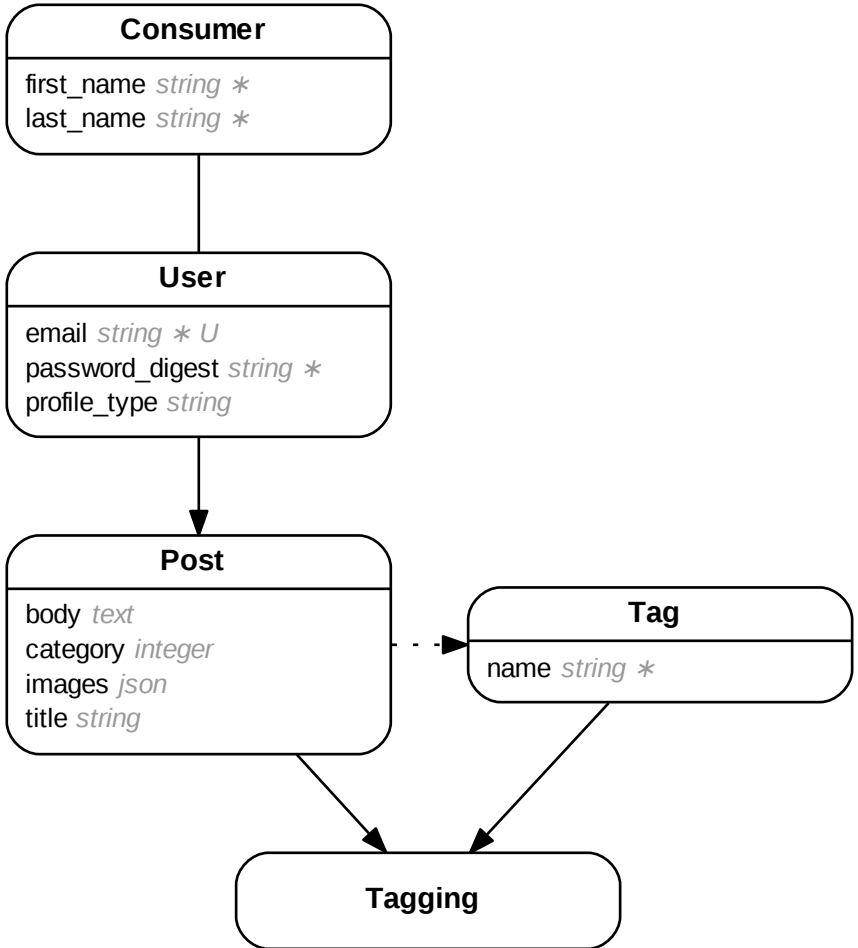 Consumer
first_name string ∗
last_name string ∗
User
email string ∗ U
password_digest string ∗
profile_type string
Post
body text
category integer
images json
title string
Tag
name string ∗
Tagging